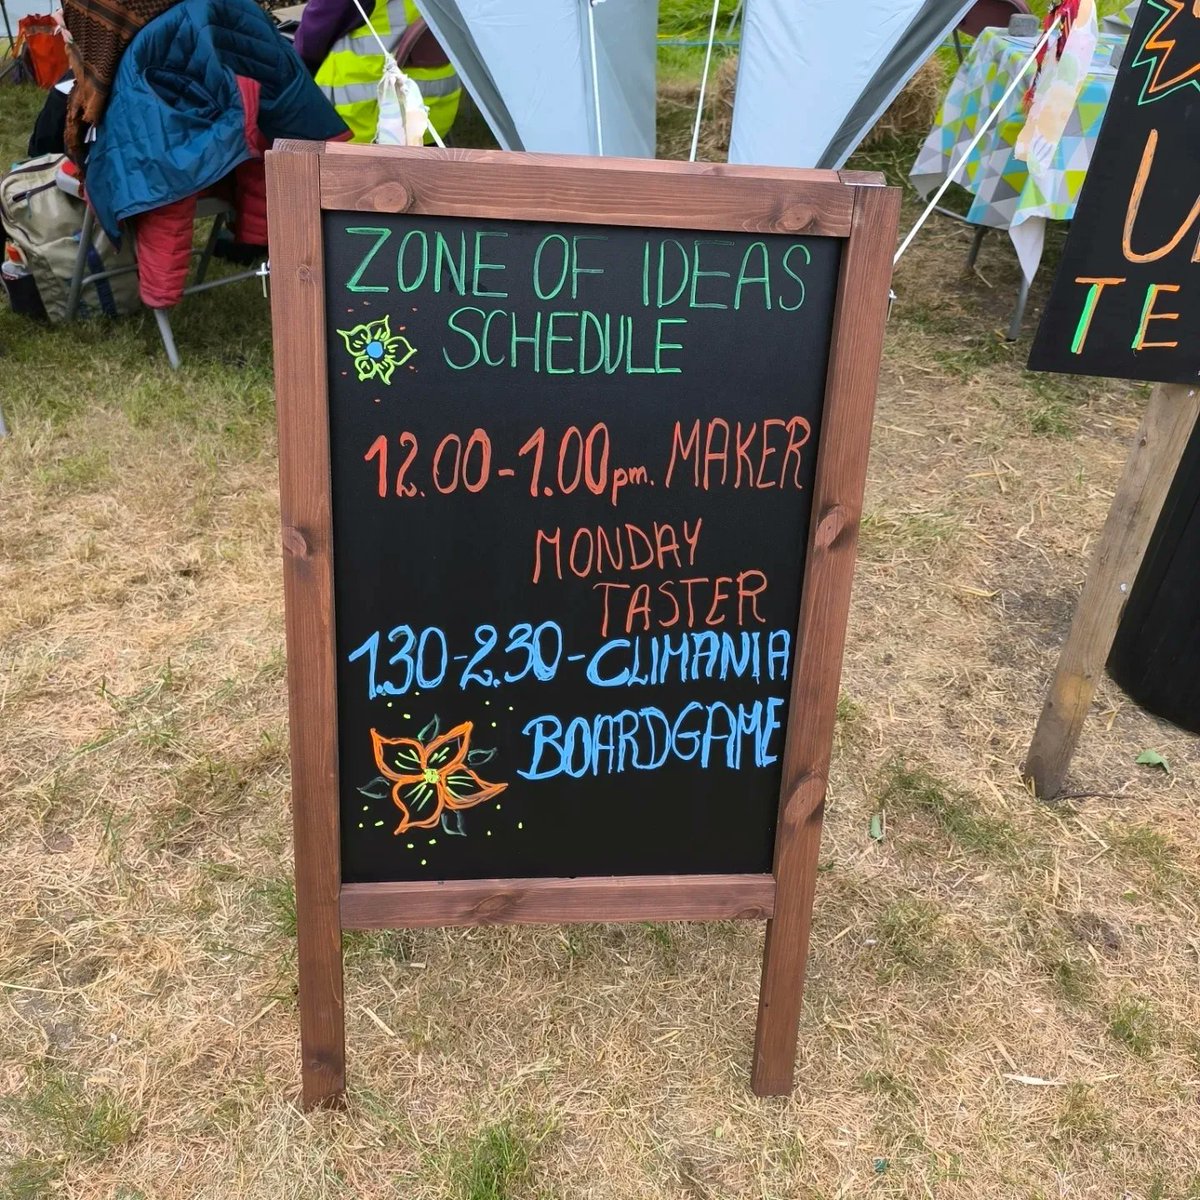 ZONE OF IDEAS
SCHEDULE
12.00-1.00pm. MAKER
MONDAY
TASTER
1.30-2.30-CLIMANIA
BOARDGAME